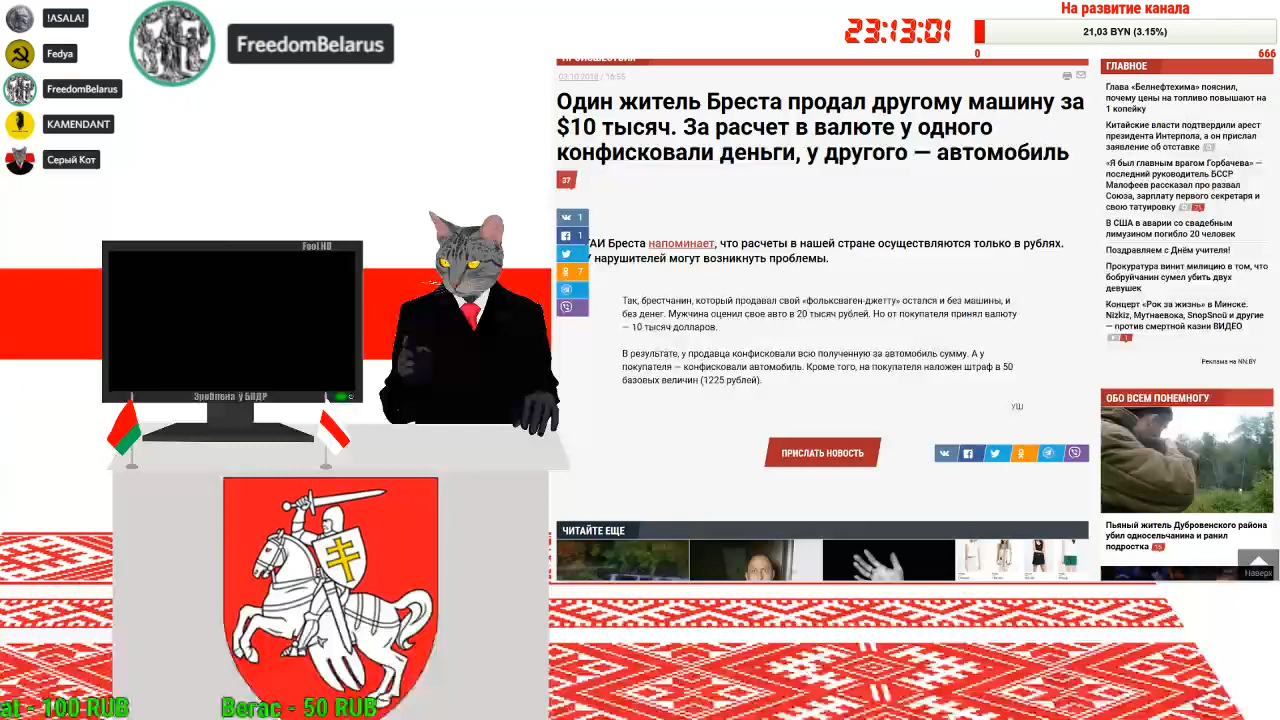 !ASALA!
Fedya
FreedomBelarus
KAMENDANT
Серый Кот
FreedomBelarus
23:13:01
На развитие канала
21,03 BYN (3.15%)
0
666
ПРОИСШЕСТВИЯ
03.10.2018 / 16:55
Один житель Бреста продал другому машину за
$10 тысяч. За расчет в валюте у одного
конфисковали деньги, у другого — автомобиль
37
1
1
7
ГАИ Бреста напоминает, что расчеты в нашей стране осуществляются только в рублях.
У нарушителей могут возникнуть проблемы.
Так, брестчанин, который продавал свой «фольксваген-джетту» остался и без машины, и
без денег. Мужчина оценил свое авто в 20 тысяч рублей. Но от покупателя принял валюту
— 10 тысяч долларов.
В результате, у продавца конфисковали всю полученную за автомобиль сумму. А у
покупателя — конфисковали автомобиль. Кроме того, на покупателя наложен штраф в 50
базовых величин (1225 рублей).
УШ
ПРИСЛАТЬ НОВОСТЬ
ЧИТАЙТЕ ЕЩЕ
ГЛАВНОЕ
Глава «Белнефтехима» пояснил,
почему цены на топливо повышают на
1 копейку
Китайские власти подтвердили арест
президента Интерпола, а он прислал
заявление об отставке
«Я был главным врагом Горбачева» —
последний руководитель БССР
Малофеев рассказал про развал
Союза, зарплату первого секретаря и
свою татуировку
В США в аварии со свадебным
лимузином погибло 20 человек
Поздравляем с Днём учителя!
Прокуратура винит милицию в том, что
бобруйчанин сумел убить двух
девушек
Концерт «Рок за жизнь» в Минске.
Nizkiz, Мутнаевока, SnopSnoŭ и другие
— против смертной казни ВИДЕО
1
Реклама на NN.BY
ОБО ВСЕМ ПОНЕМНОГУ
Пьяный житель Дубровенского района
убил односельчанина и ранил
подростка
Наверх
Fool HD
Зроблена ў БПДР
at - 100 RUB
Вегас - 50 RUB